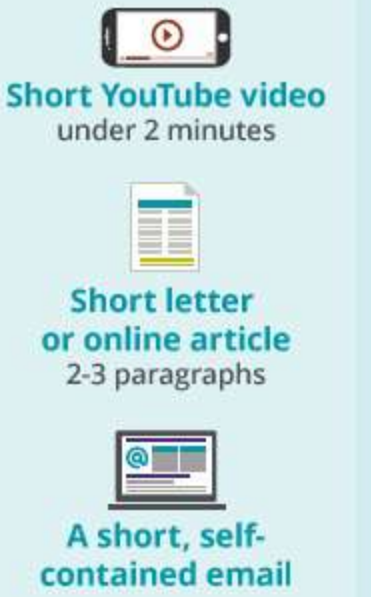 Short YouTube video
under 2 minutes
Short letter
or online article
2-3 paragraphs
@
A short, self-
contained email